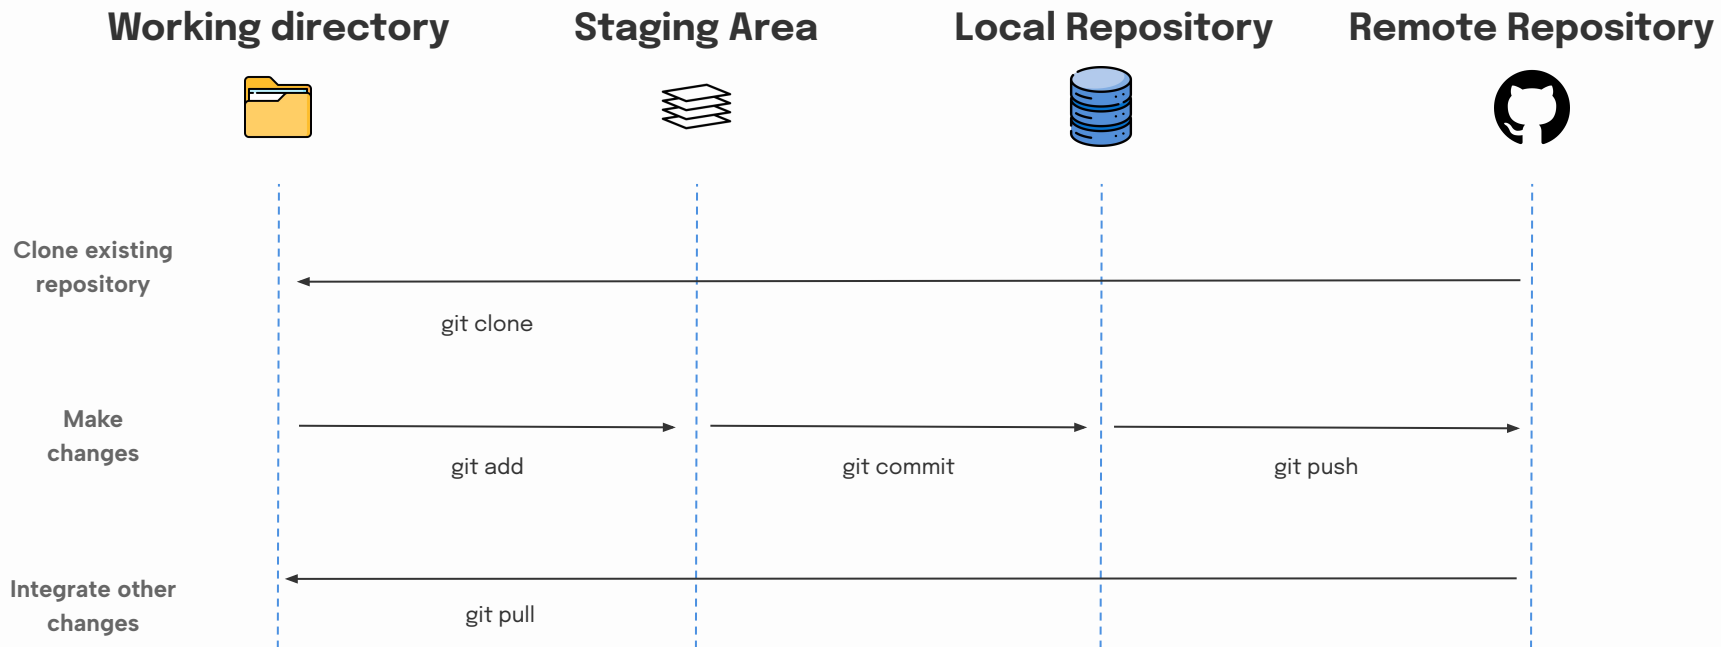 Working directory
Staging Area
Local Repository
Remote Repository
Clone existing
repository
git clone
Make
changes
git add
git commit
git push
Integrate other
changes
git pull